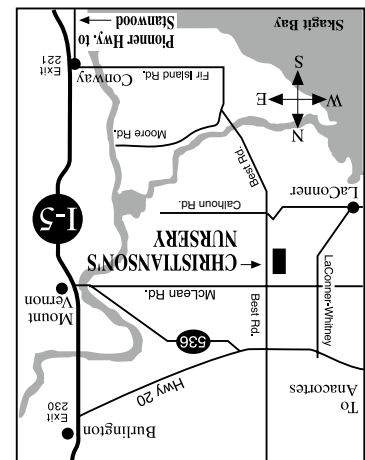 To
Anacortes
Hwy 20
Burlington
Exit
230
536
Best Rd.
LaConner-Whitney
McLean Rd.
Mount
Vernon
CHRISTIANSON'S
NURSERY
I-5
Calhoun Rd.
LaConner
Best Rd.
Moore Rd.
N
W
E
S
Fir Island Rd.
Conway
Exit
221
Pionner Hwy. to
Stanwood
Skagit Bay